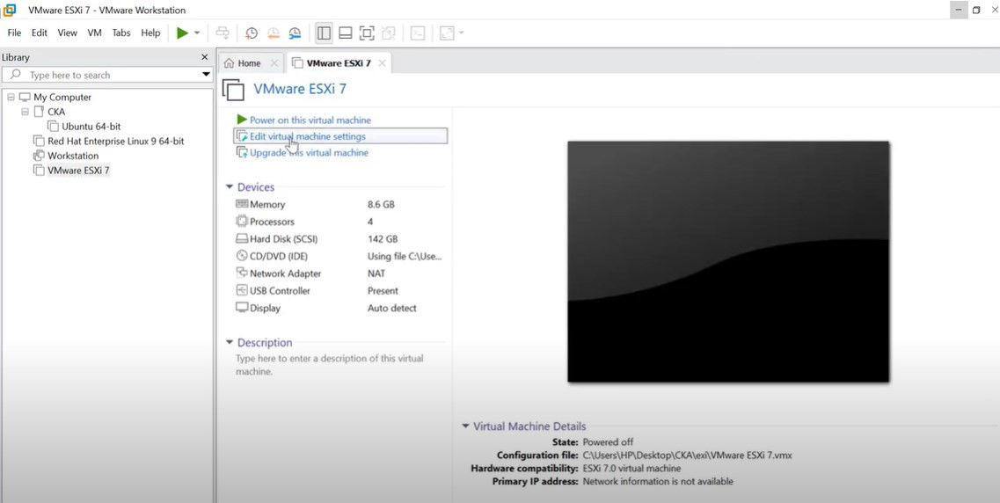 VMware ESXi 7 - VMware Workstation
File Edit View VM Tabs Help
Library
Type here to search
My Computer
CKA
Ubuntu 64-bit
Red Hat Enterprise Linux 9 64-bit
Workstation
VMware ESXi 7
Home VMware ESXi 7
VMware ESXi 7
Power on this virtual machine
Edit virtual machine settings
Upgrade this virtual machine
Devices
Memory 8.6 GB
Processors 4
Hard Disk (SCSI) 142 GB
CD/DVD (IDE) Using file C:\Use...
Network Adapter NAT
USB Controller Present
Display Auto detect
Description
Type here to enter a description of this virtual
machine.
Virtual Machine Details
State: Powered off
Configuration file: C:\Users\HP\Desktop\CKA\exi\VMware ESXi 7.vmx
Hardware compatibility: ESXi 7.0 virtual machine
Primary IP address: Network information is not available